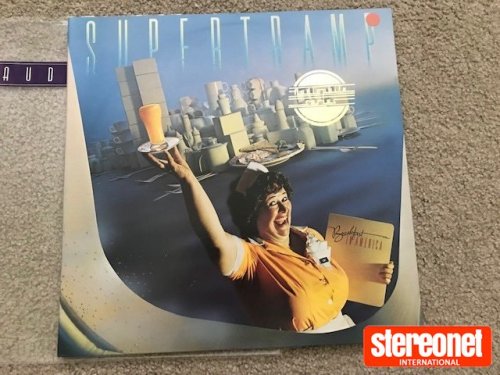 SUPERTRAMP
AUD
Breakfast
IN AMERICA
stereonet
INTERNATIONAL